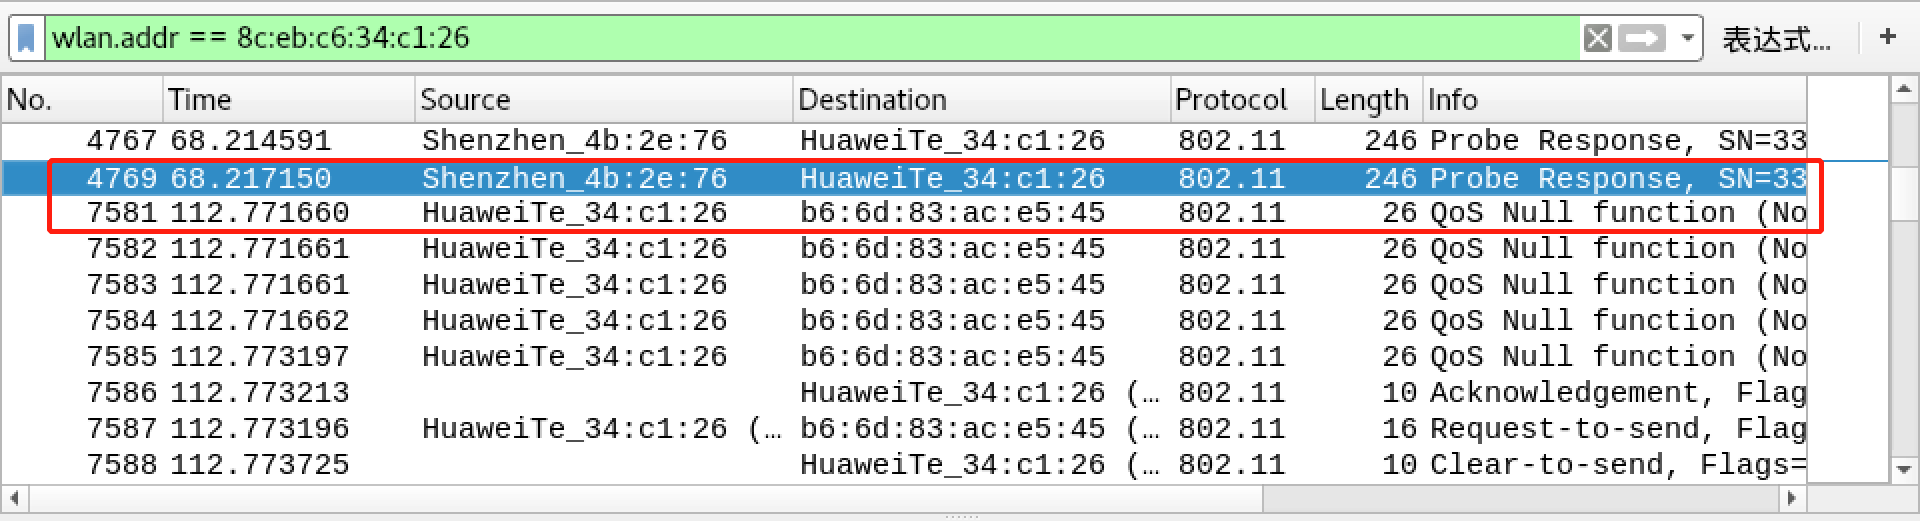 wlan.addr == 8c:eb:c6:34:c1:26 表达式… +
No. Time Source Destination Protocol Length Info
4767 68.214591 Shenzhen_4b:2e:76 HuaweiTe_34:c1:26 802.11 246 Probe Response, SN=33
4769 68.217150 Shenzhen_4b:2e:76 HuaweiTe_34:c1:26 802.11 246 Probe Response, SN=33
7581 112.771660 HuaweiTe_34:c1:26 b6:6d:83:ac:e5:45 802.11 26 QoS Null function (No
7582 112.771661 HuaweiTe_34:c1:26 b6:6d:83:ac:e5:45 802.11 26 QoS Null function (No
7583 112.771661 HuaweiTe_34:c1:26 b6:6d:83:ac:e5:45 802.11 26 QoS Null function (No
7584 112.771662 HuaweiTe_34:c1:26 b6:6d:83:ac:e5:45 802.11 26 QoS Null function (No
7585 112.773197 HuaweiTe_34:c1:26 b6:6d:83:ac:e5:45 802.11 26 QoS Null function (No
7586 112.773213 HuaweiTe_34:c1:26 (… 802.11 10 Acknowledgement, Flag
7587 112.773196 HuaweiTe_34:c1:26 (… b6:6d:83:ac:e5:45 (… 802.11 16 Request-to-send, Flag
7588 112.773725 HuaweiTe_34:c1:26 (… 802.11 10 Clear-to-send, Flags=